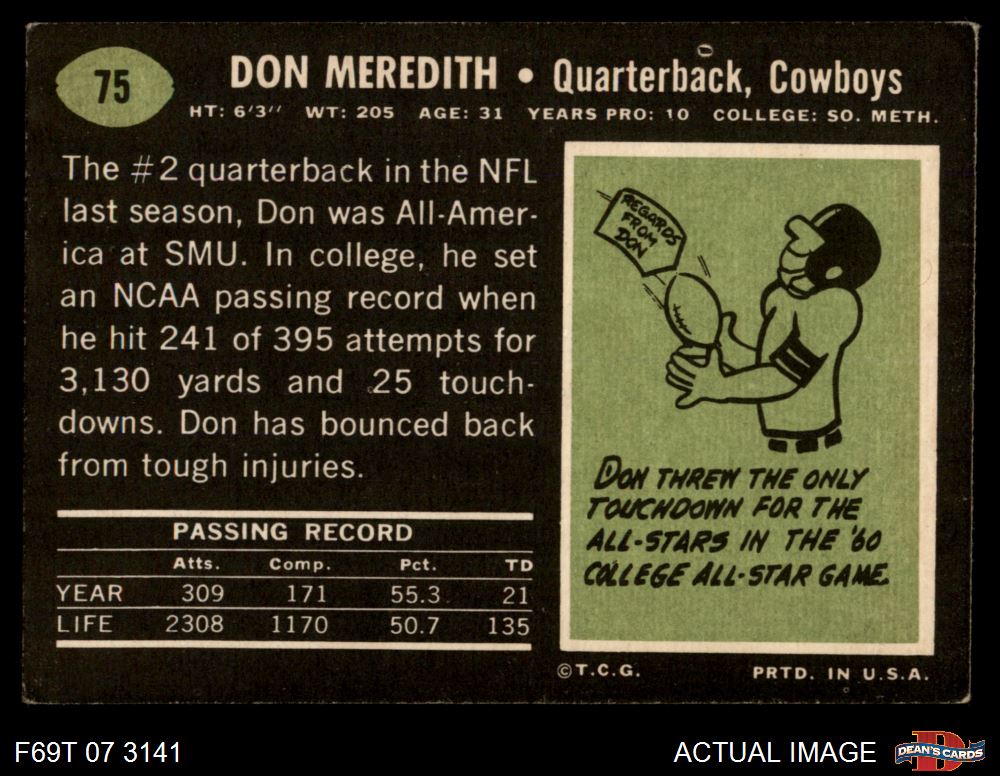 75
DON MEREDITH • Quarterback, Cowboys
HT: 6'3" WT: 205 AGE: 31 YEARS PRO: 10 COLLEGE: SO. METH.
The #2 quarterback in the NFL
last season, Don was All-Amer-
ica at SMU. In college, he set
an NCAA passing record when
he hit 241 of 395 attempts for
3,130 yards and 25 touch-
downs. Don has bounced back
from tough injuries.
PASSING RECORD
Atts. Comp. Pct. TD
YEAR 309 171 55.3 21
LIFE 2308 1170 50.7 135
REGARDS
FROM
DON
DON THREW THE ONLY
TOUCHDOWN FOR THE
ALL-STARS IN THE '60
COLLEGE ALL-STAR GAME.
©T.C.G. PRTD. IN U.S.A.
F69T 07 3141
ACTUAL IMAGE
D
DEAN'S CARDS